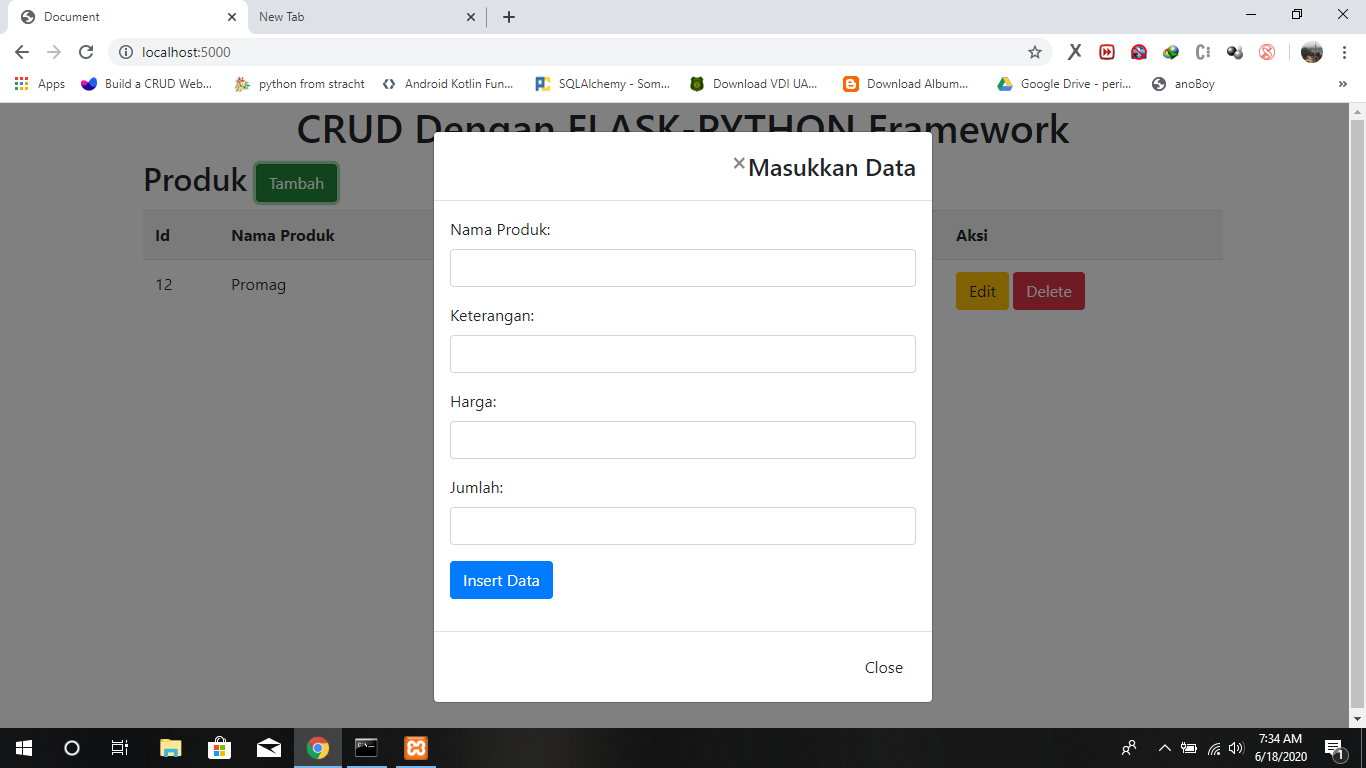 Document
New Tab
localhost:5000
Apps
Build a CRUD Web...
python from stracht
Android Kotlin Fun...
SQLAlchemy - Som...
Download VDI UA...
Download Album...
Google Drive - peri...
anoBoy
»
CRUD Dengan FLASK-PYTHON Framework
Produk Tambah
×Masukkan Data
Id Nama Produk Aksi
12 Promag Edit Delete
Nama Produk:
Keterangan:
Harga:
Jumlah:
Insert Data
Close
7:34 AM
6/18/2020
1